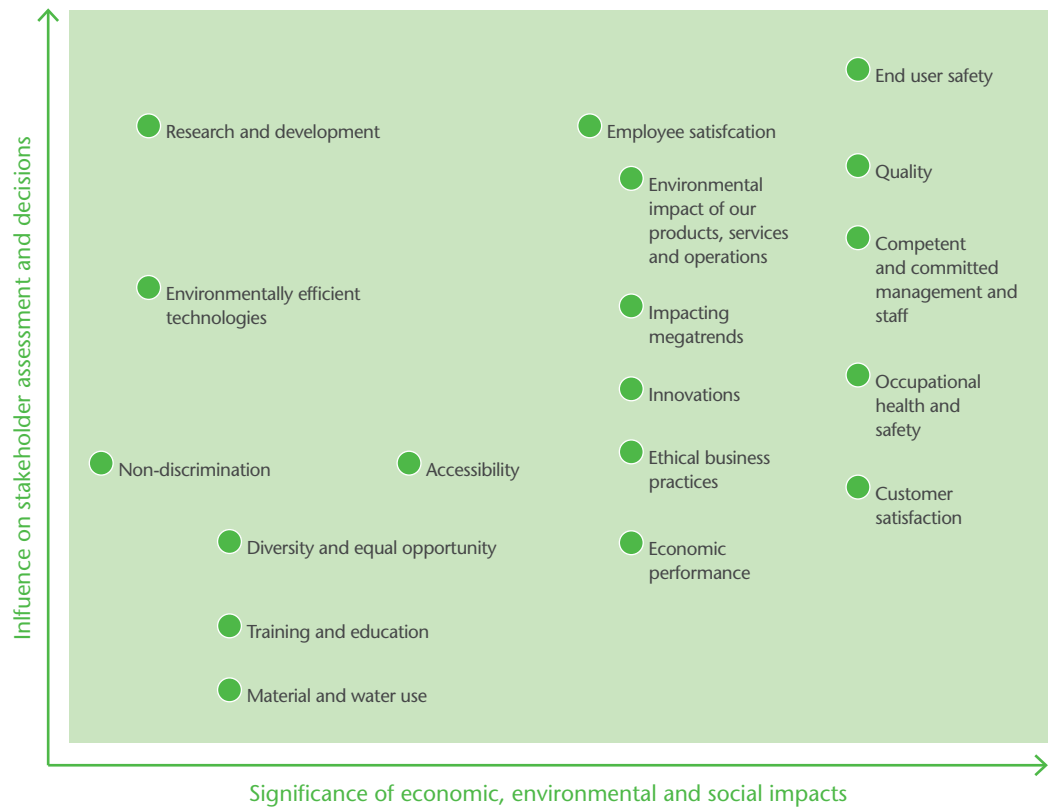 Inlfuence on stakeholder assessment and decisions
End user safety
Research and development
Employee satisfcation
Quality
Environmental
impact of our
products, services
and operations
Competent
and committed
management and
staff
Environmentally efficient
technologies
Impacting
megatrends
Innovations
Occupational
health and
safety
Non-discrimination
Accessibility
Ethical business
practices
Customer
satisfaction
Diversity and equal opportunity
Economic
performance
Training and education
Material and water use
Significance of economic, environmental and social impacts